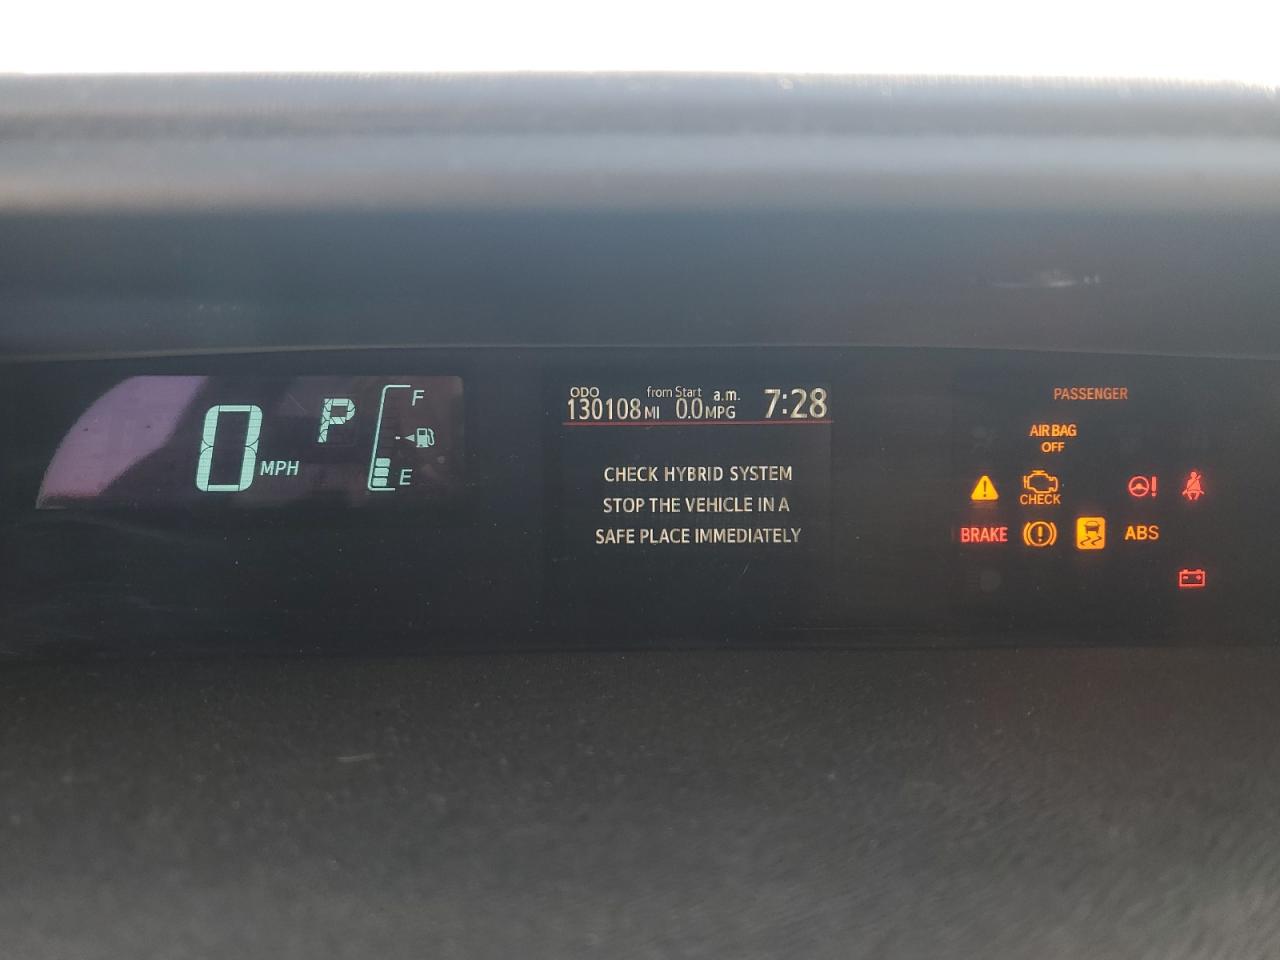 0 MPH
P
F
E
ODO
130108 MI
from Start
0.0 MPG
a.m. 7:28
CHECK HYBRID SYSTEM
STOP THE VEHICLE IN A
SAFE PLACE IMMEDIATELY
PASSENGER
AIR BAG
OFF
CHECK
BRAKE
ABS